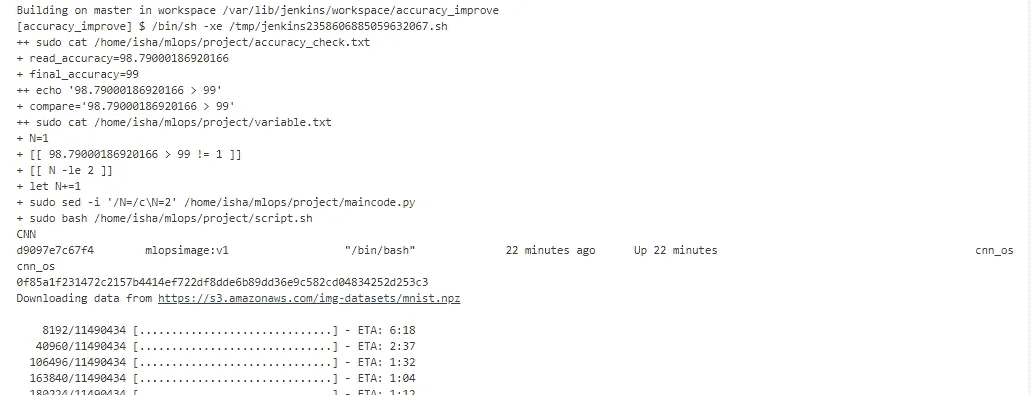 Building on master in workspace /var/lib/jenkins/workspace/accuracy_improve
[accuracy_improve] $ /bin/sh -xe /tmp/jenkins2358606885059632067.sh
++ sudo cat /home/isha/mlops/project/accuracy_check.txt
+ read_accuracy=98.79000186920166
+ final_accuracy=99
++ echo '98.79000186920166 > 99'
+ compare='98.79000186920166 > 99'
++ sudo cat /home/isha/mlops/project/variable.txt
+ N=1
+ [[ 98.79000186920166 > 99 != 1 ]]
+ [[ N -le 2 ]]
+ let N+=1
+ sudo sed -i '/N=/c\N=2' /home/isha/mlops/project/maincode.py
+ sudo bash /home/isha/mlops/project/script.sh
CNN
d9097e7c67f4 mlopsimage:v1 "/bin/bash" 22 minutes ago Up 22 minutes cnn_os
cnn_os
0f85a1f231472c2157b4414ef722df8dde6b89dd36e9c582cd04834252d253c3
Downloading data from https://s3.amazonaws.com/img-datasets/mnist.npz
8192/11490434 [..............................] - ETA: 6:18
40960/11490434 [..............................] - ETA: 2:37
106496/11490434 [..............................] - ETA: 1:32
163840/11490434 [..............................] - ETA: 1:04
180224/11490434 [..............................] - ETA: 1:12